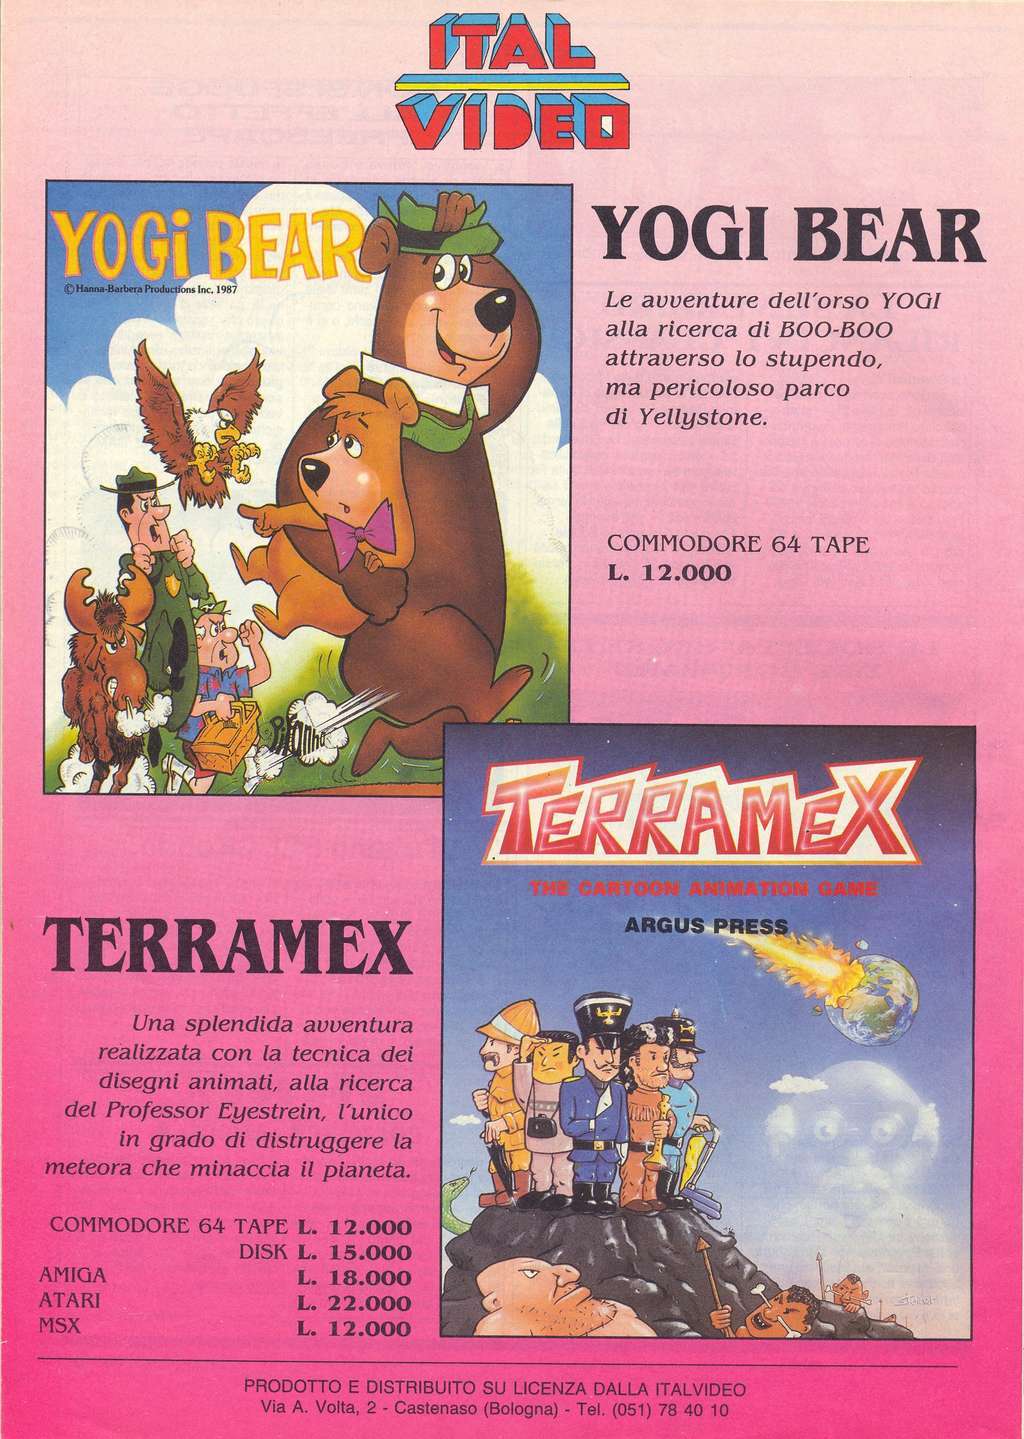 ITAL
VIDEO
YOGi BEAR
© Hanna-Barbera Productions Inc. 1987
YOGI BEAR
Le avventure dell'orso YOGI
alla ricerca di BOO-BOO
attraverso lo stupendo,
ma pericoloso parco
di Yellystone.
COMMODORE 64 TAPE
L. 12.000
TERRAMEX
THE CARTOON ANIMATION GAME
ARGUS PRESS
TERRAMEX
Una splendida avventura
realizzata con la tecnica dei
disegni animati, alla ricerca
del Professor Eyestrein, l'unico
in grado di distruggere la
meteora che minaccia il pianeta.
COMMODORE 64 TAPE L. 12.000
DISK L. 15.000
AMIGA L. 18.000
ATARI L. 22.000
MSX L. 12.000
PRODOTTO E DISTRIBUITO SU LICENZA DALLA ITALVIDEO
Via A. Volta, 2 - Castenaso (Bologna) - Tel. (051) 78 40 10